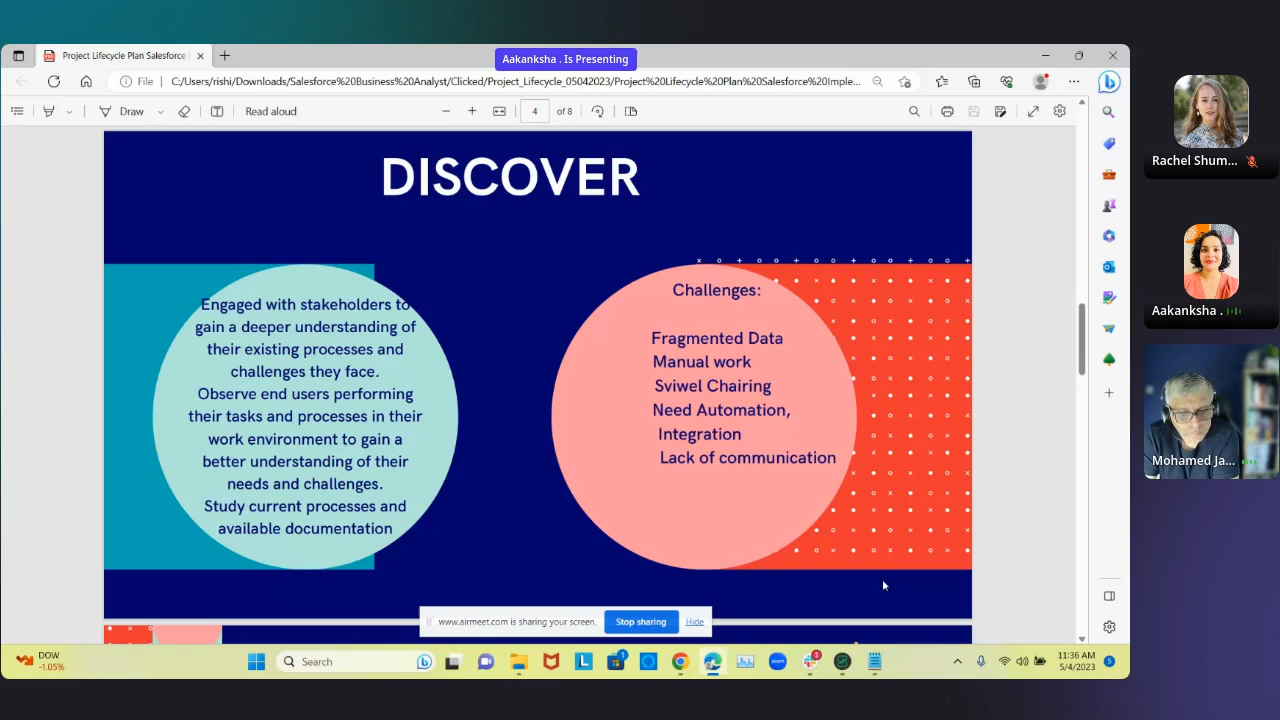 Project Lifecycle Plan Salesforce
Aakanksha . Is Presenting
File
C:/Users/rishi/Downloads/Salesforce%20Business%20Analyst/Clicked/Project_Lifecycle_05042023/Project%20Lifecycle%20Plan%20Salesforce%20Imple...
Draw
Read aloud
4
of 8
DISCOVER
Engaged with stakeholders to
gain a deeper understanding of
their existing processes and
challenges they face.
Observe end users performing
their tasks and processes in their
work environment to gain a
better understanding of their
needs and challenges.
Study current processes and
available documentation
Challenges:
Fragmented Data
Manual work
Sviwel Chairing
Need Automation,
Integration
Lack of communication
www.airmeet.com is sharing your screen.
Stop sharing
Hide
DOW
-1.05%
Search
11:36 AM
5/4/2023
Rachel Shum...
Aakanksha .
Mohamed Ja...